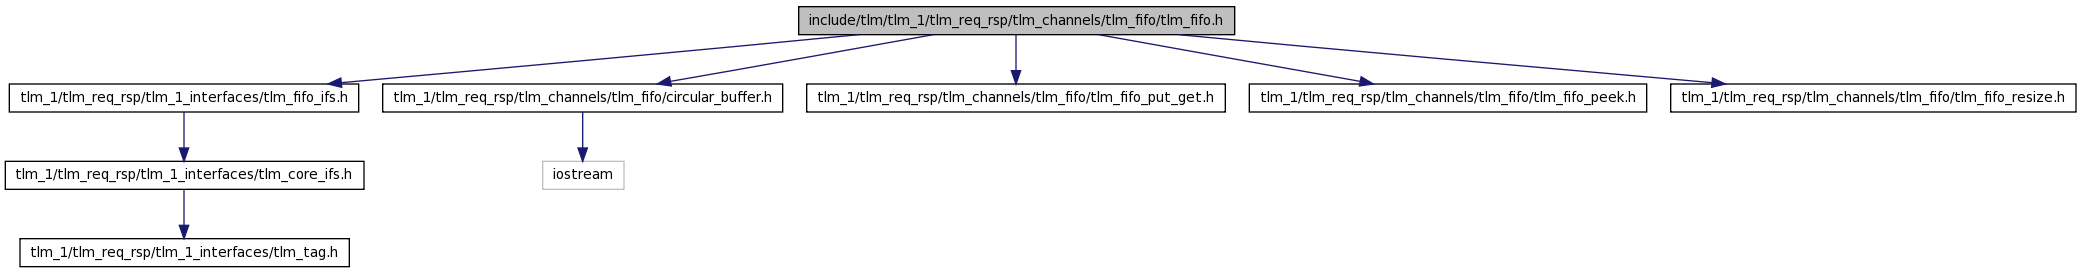 include/tlm/tlm_1/tlm_req_rsp/tlm_channels/tlm_fifo/tlm_fifo.h
tlm_1/tlm_req_rsp/tlm_1_interfaces/tlm_fifo_ifs.h
tlm_1/tlm_req_rsp/tlm_channels/tlm_fifo/circular_buffer.h
tlm_1/tlm_req_rsp/tlm_channels/tlm_fifo/tlm_fifo_put_get.h
tlm_1/tlm_req_rsp/tlm_channels/tlm_fifo/tlm_fifo_peek.h
tlm_1/tlm_req_rsp/tlm_channels/tlm_fifo/tlm_fifo_resize.h
tlm_1/tlm_req_rsp/tlm_1_interfaces/tlm_core_ifs.h
iostream
tlm_1/tlm_req_rsp/tlm_1_interfaces/tlm_tag.h